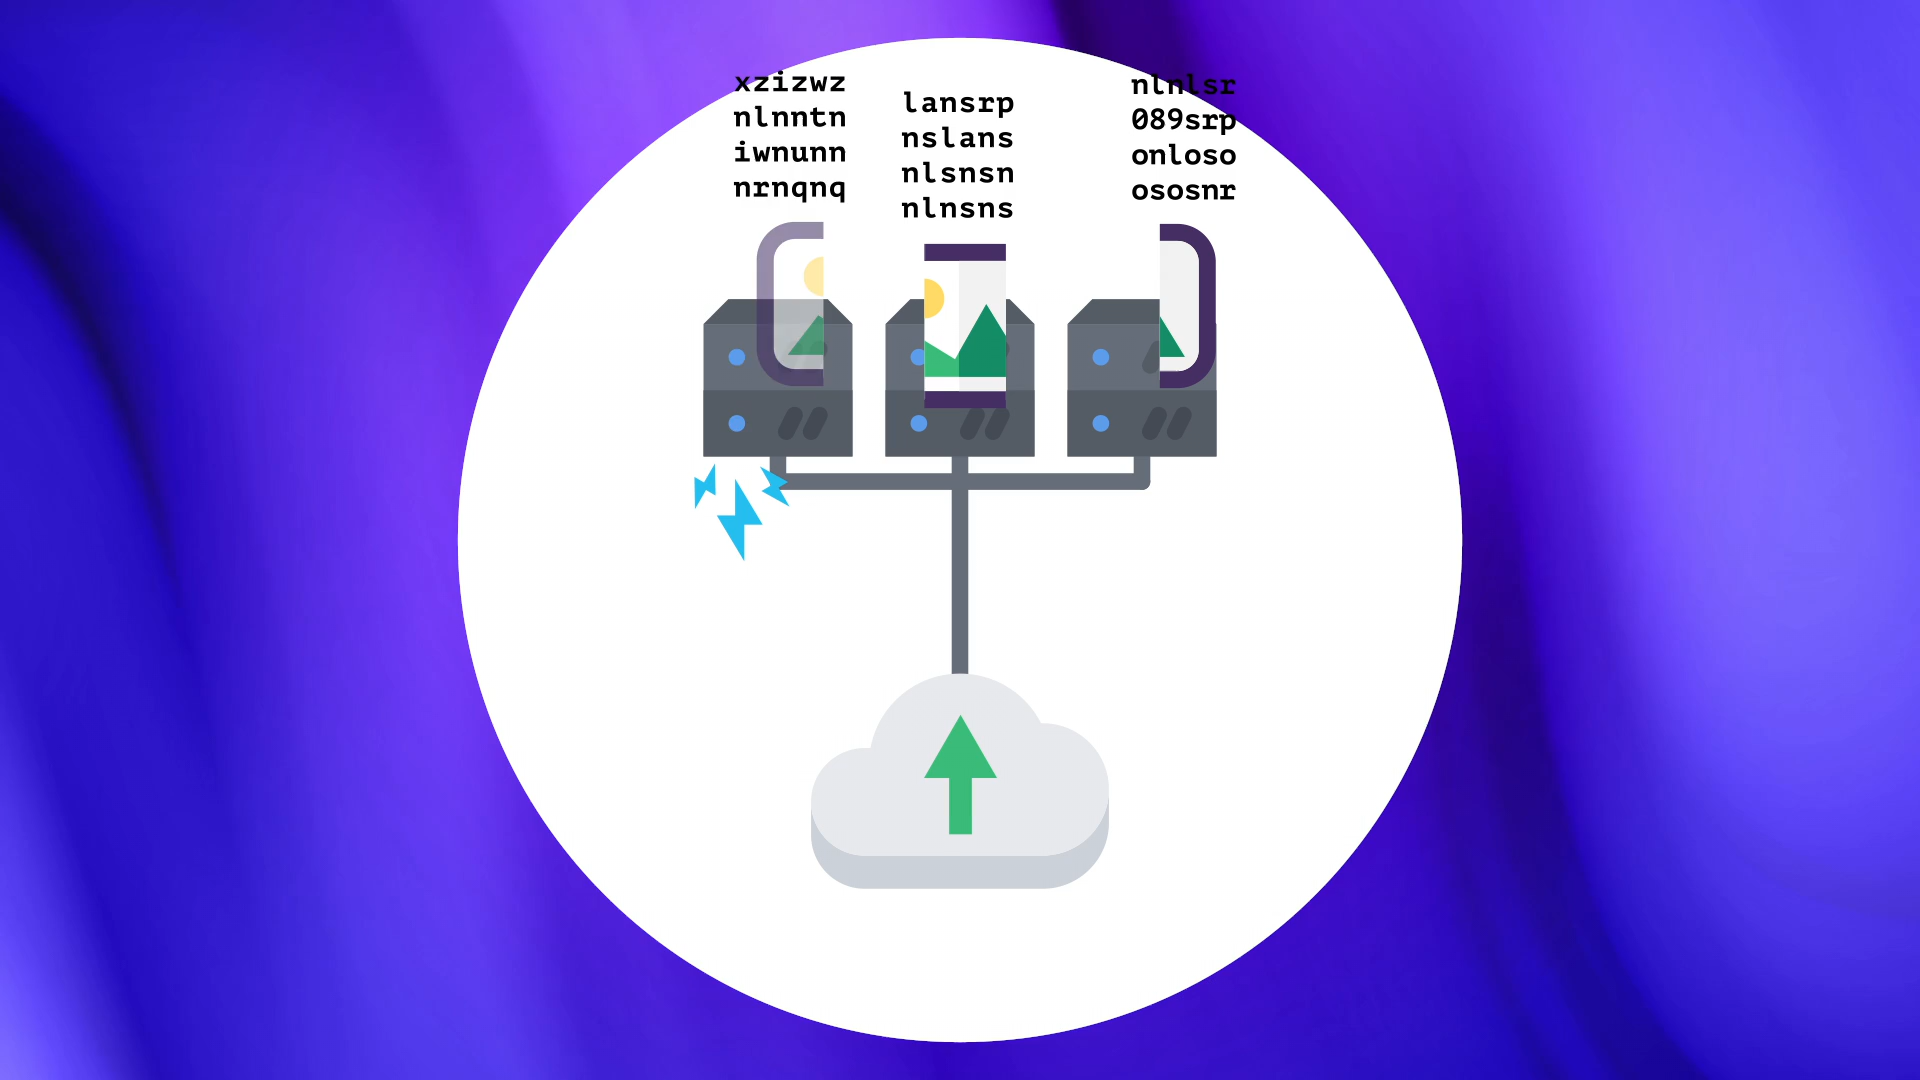 xzizwz
nlnntn
iwnunn
nrnqnq
lansrp
nslans
nlsnsn
nlnsns
nlnlsr
089srp
onloso
ososnr